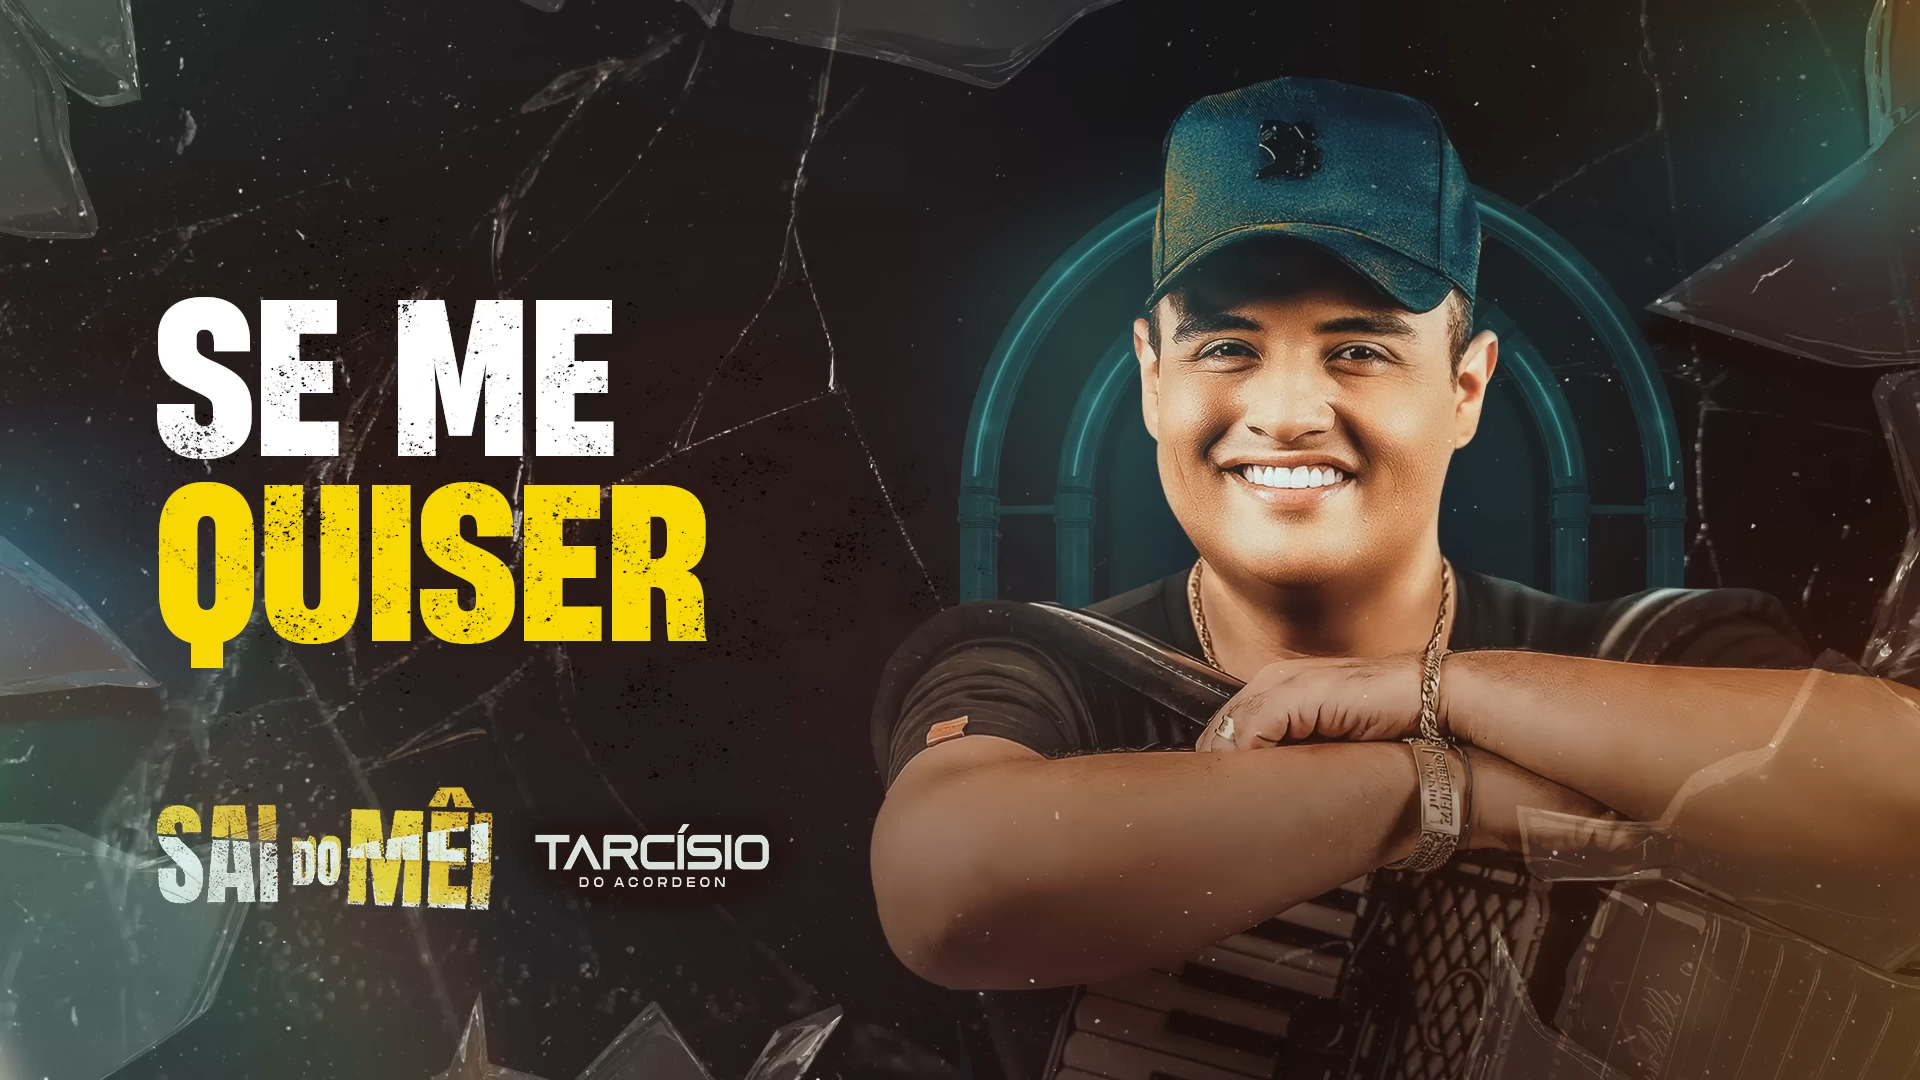 SE ME
QUISER
SAI DO MÊI
TARCÍSIO
DO ACORDEON